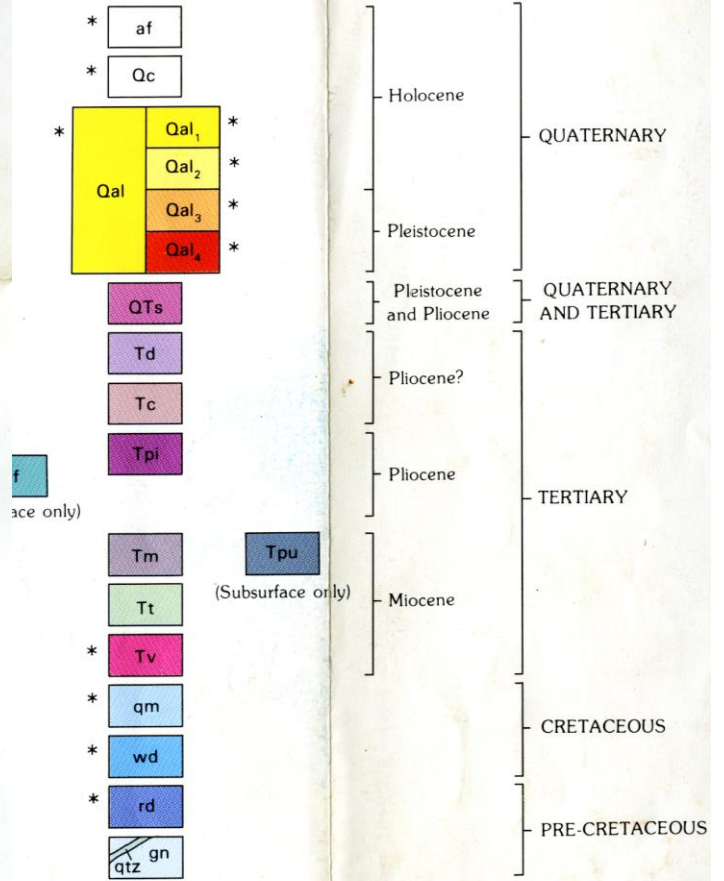 * af
* Qc
Holocene
* Qal₁ *
QUATERNARY
Qal₂ *
Qal
Qal₃ *
Pleistocene
Qal₄ *
QTs
Pleistocene and Pliocene
QUATERNARY AND TERTIARY
Td
Pliocene?
Tc
Tpi
f
Pliocene
TERTIARY
ace only)
Tm
Tpu
(Subsurface only)
Tt
Miocene
* Tv
* qm
CRETACEOUS
* wd
* rd
PRE-CRETACEOUS
gn
qtz